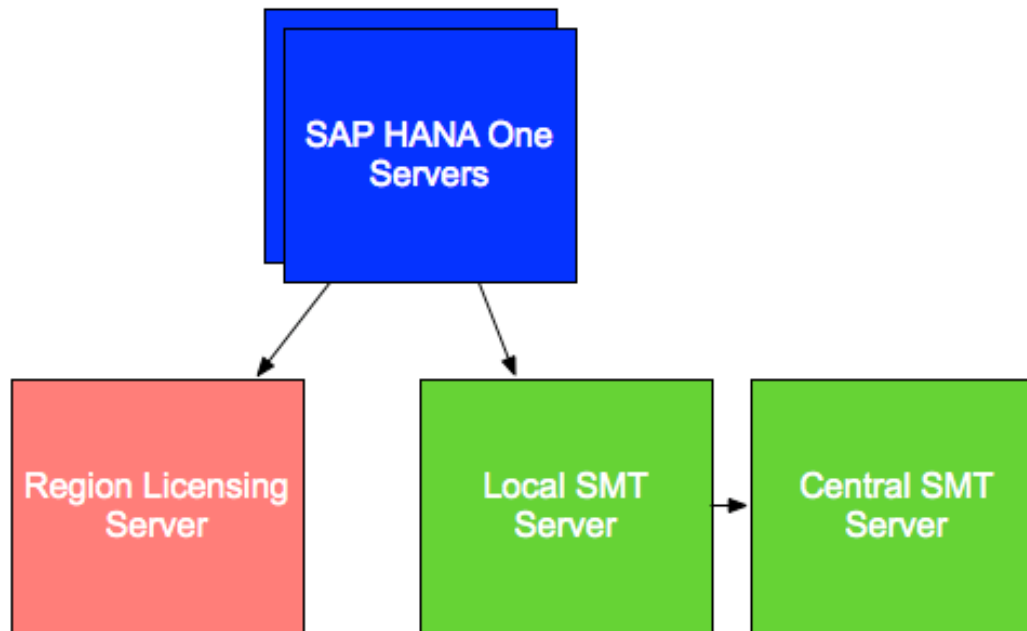 SAP HANA One
Servers
Region Licensing
Server
Local SMT
Server
Central SMT
Server